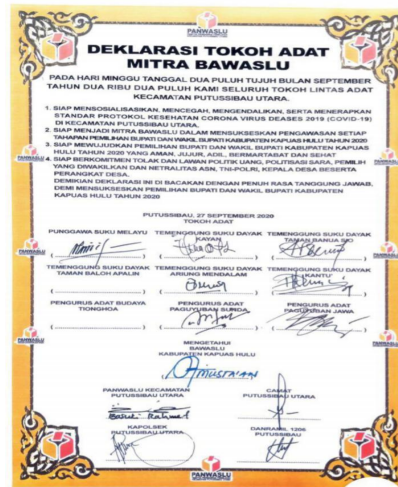 PANWASLU
DEKLARASI TOKOH ADAT
MITRA BAWASLU
PADA HARI MINGGU TANGGAL DUA PULUH TUJUH BULAN SEPTEMBER
TAHUN DUA RIBU DUA PULUH KAMI SELURUH TOKOH LINTAS ADAT
KECAMATAN PUTUSSIBAU UTARA.
1. SIAP MENSOSIALISASIKAN, MENCEGAH, MENGENDALIKAN, SERTA MENERAPKAN
STANDAR PROTOKOL KESEHATAN CORONA VIRUS DEASES 2019 (COVID-19)
DI KECAMATAN PUTUSSIBAU UTARA.
2. SIAP MENJADI MITRA BAWASLU DALAM MENSUKSESKAN PENGAWASAN SETIAP
TAHAPAN PEMILIHAN BUPATI DAN WAKIL BUPATI KABUPATEN KAPUAS HULU TAHUN 2020
3. SIAP MEWUJUDKAN PEMILIHAN BUPATI DAN WAKIL BUPATI KABUPATEN KAPUAS
HULU TAHUN 2020 YANG AMAN, JUJUR, ADIL, BERMARTABAT DAN SEHAT
4. SIAP BERKOMITMEN TOLAK DAN LAWAN POLITIK UANG, POLITISASI SARA, PEMILIH
YANG DIWAKILKAN DAN NETRALITAS ASN, TNI-POLRI, KEPALA DESA BESERTA
PERANGKAT DESA.
DEMIKIAN DEKLARASI INI DI BACAKAN DENGAN PENUH RASA TANGGUNG JAWAB,
DEMI MENSUKSESKAN PEMILIHAN BUPATI DAN WAKIL BUPATI KABUPATEN
KAPUAS HULU TAHUN 2020
PUTUSSIBAU, 27 SEPTEMBER 2020
TOKOH ADAT
PUNGGAWA SUKU MELAYU
TEMENGGUNG SUKU DAYAK
KAYAN
TEMENGGUNG SUKU DAYAK
TAMAN BANUA SIO
TEMENGGUNG SUKU DAYAK
TAMAN BALOH APALIN
TEMENGGUNG SUKU DAYAK
ARIUNG MENDALAM
TEMENGGUNG SUKU DAYAK
KANTU'
PENGURUS ADAT BUDAYA
TIONGHOA
PENGURUS ADAT
PAGUYUBAN SUNDA
PENGURUS ADAT
PAGUYUBAN JAWA
MENGETAHUI
BAWASLU
KABUPATEN KAPUAS HULU
MUSTAAN
PANWASLU KECAMATAN
PUTUSSIBAU UTARA
CAMAT
PUTUSSIBAU UTARA
KAPOLSEK
PUTUSSIBAU UTARA
DANRAMIL 1206
PUTUSSIBAU
PANWASLU